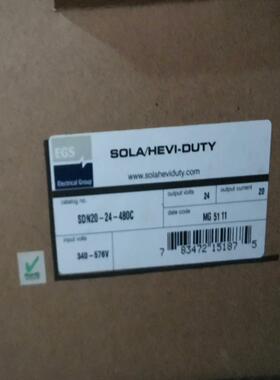 EGS
Electrical Group
SOLA/HEVI-DUTY
www.solaheviduty.com
catalog no.
output volts
output current
SDN20-24-480C
24
20
date code
MG 51 11
input volts
340-576V
7 83472 15187 5
RoHS